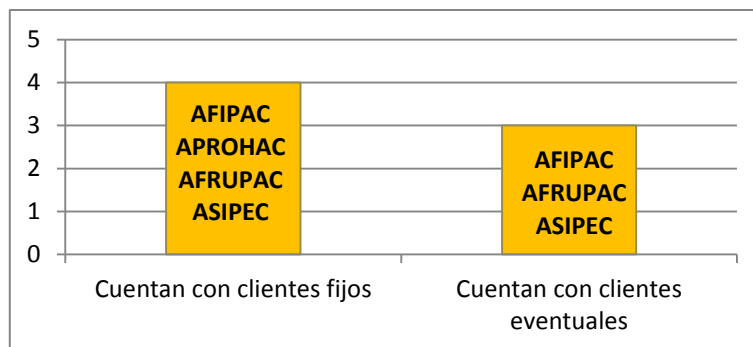 5
4
3
2
1
0
AFIPAC
APROHAC
AFRUPAC
ASIPEC
AFIPAC
AFRUPAC
ASIPEC
Cuentan con clientes fijos
Cuentan con clientes
eventuales